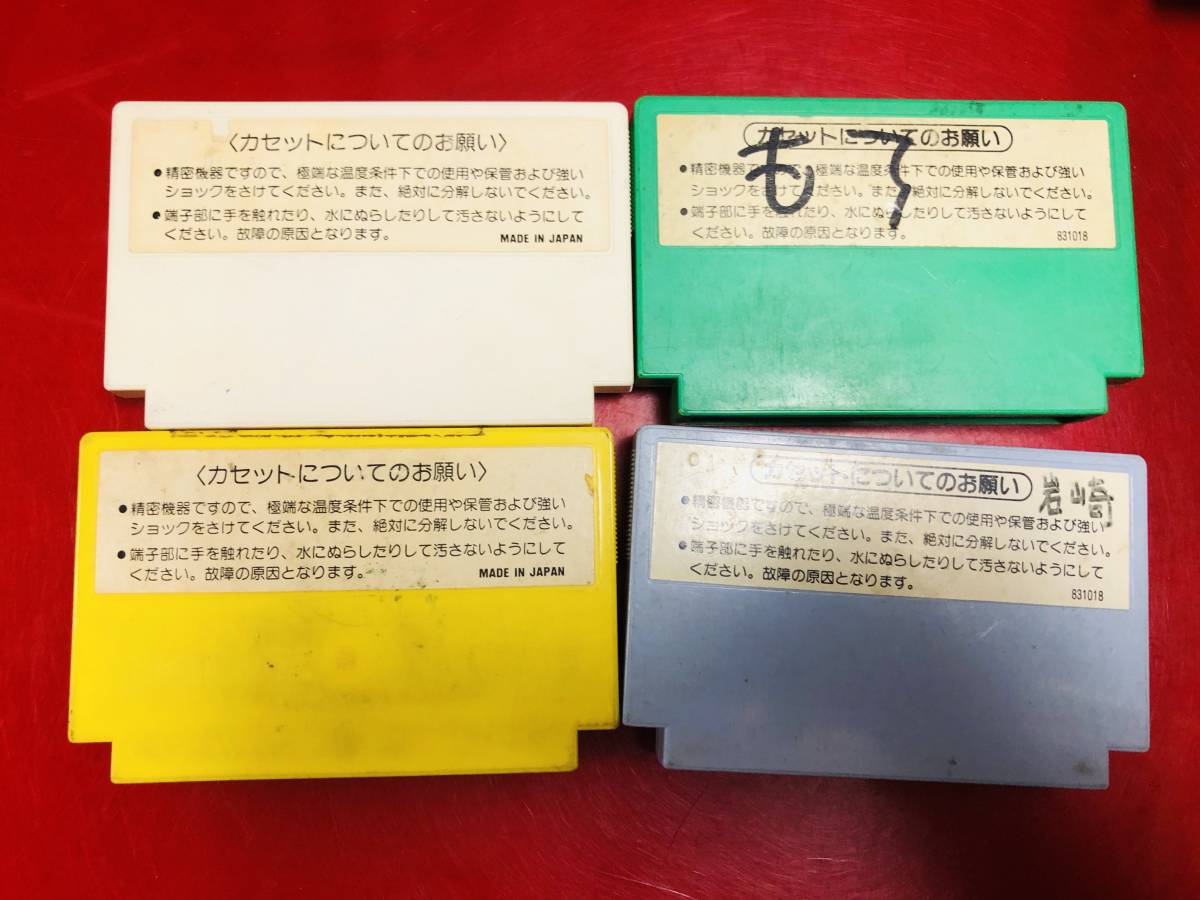 〈カセットについてのお願い〉
●精密機器ですので、極端な温度条件下での使用や保管および強い
ショックをさけてください。また、絶対に分解しないでください。
●端子部に手を触れたり、水にぬらしたりして汚さないようにして
ください。故障の原因となります。
MADE IN JAPAN
カセットについてのお願い
●精密機器ですので、極端な温度条件下での使用や保管および強い
ショックをさけてください。また、絶対に分解しないでください。
●端子部に手を触れたり、水にぬらしたりして汚さないようにして
ください。故障の原因となります。
831018
も
〈カセットについてのお願い〉
●精密機器ですので、極端な温度条件下での使用や保管および強い
ショックをさけてください。また、絶対に分解しないでください。
●端子部に手を触れたり、水にぬらしたりして汚さないようにして
ください。故障の原因となります。
MADE IN JAPAN
カセットについてのお願い
岩崎
●精密機器ですので、極端な温度条件下での使用や保管および強い
ショックをさけてください。また、絶対に分解しないでください。
●端子部に手を触れたり、水にぬらしたりして汚さないようにして
ください。故障の原因となります。
831018